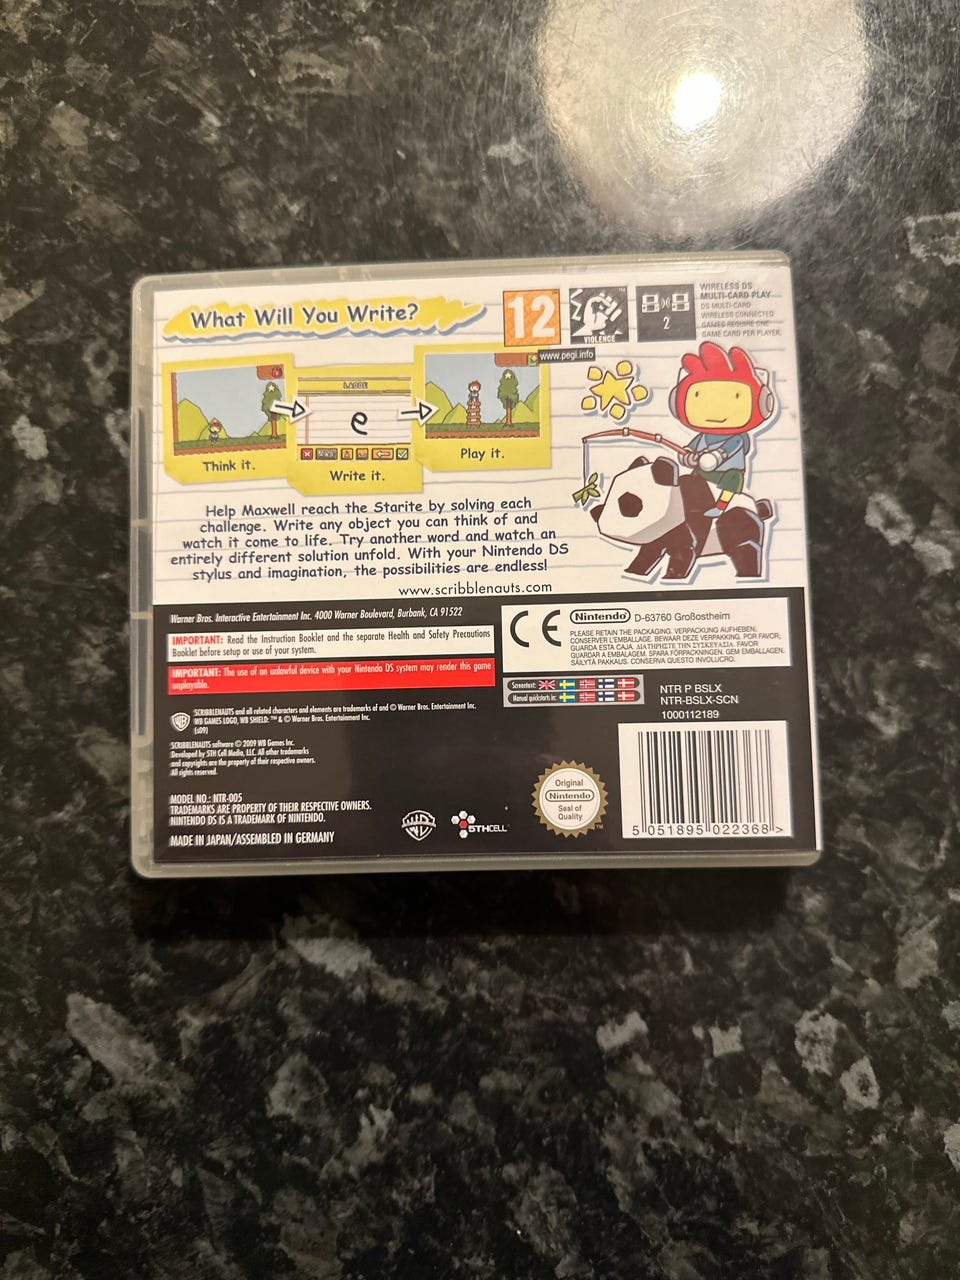 What Will You Write?
12
VIOLENCE
www.pegi.info
2
WIRELESS DS
MULTI-CARD PLAY
DS MULTI-CARD
WIRELESS CONNECTED
GAMES REQUIRE ONE
GAME CARD PER PLAYER.
LADDE
e
Think it.
Write it.
Play it.
Help Maxwell reach the Starite by solving each
challenge. Write any object you can think of and
watch it come to life. Try another word and watch an
entirely different solution unfold. With your Nintendo DS
stylus and imagination, the possibilities are endless!
www.scribblenauts.com
Warner Bros. Interactive Entertainment Inc. 4000 Warner Boulevard, Burbank, CA 91522
IMPORTANT: Read the Instruction Booklet and the separate Health and Safety Precautions
Booklet before setup or use of your system.
IMPORTANT: The use of an unlawful device with your Nintendo DS system may render this game
unplayable.
SCRIBBLENAUTS and all related characters and elements are trademarks of and © Warner Bros. Entertainment Inc.
WB GAMES LOGO, WB SHIELD: ™ & © Warner Bros. Entertainment Inc.
(s09)
SCRIBBLENAUTS software © 2009 WB Games Inc.
Developed by 5TH Cell Media, LLC. All other trademarks
and copyrights are the property of their respective owners.
All rights reserved.
MODEL NO.: NTR-005
TRADEMARKS ARE PROPERTY OF THEIR RESPECTIVE OWNERS.
NINTENDO DS IS A TRADEMARK OF NINTENDO.
MADE IN JAPAN/ASSEMBLED IN GERMANY
WB
5TH CELL
CE
Nintendo D-63760 Großostheim
PLEASE RETAIN THE PACKAGING. VERPACKUNG AUFHEBEN.
CONSERVER L'EMBALLAGE. BEWAAR DEZE VERPAKKING. POR FAVOR,
GUARDA ESTA CAJA. ΔΙΑΤΗΡΗΣΤΕ ΤΗΝ ΣΥΣΚΕΥΑΣΙΑ. FAVOR
GUARDAR A EMBALAGEM. SPARA FÖRPACKNINGEN. GEM EMBALLAGEN.
SÄILYTÄ PAKKAUS. CONSERVA QUESTO INVOLUCRO.
Screentext:
Manual quickstarts in:
NTR P BSLX
NTR-BSLX-SCN
1000112189
Original
Nintendo
Seal of
Quality
TM
5 051895 022368 >